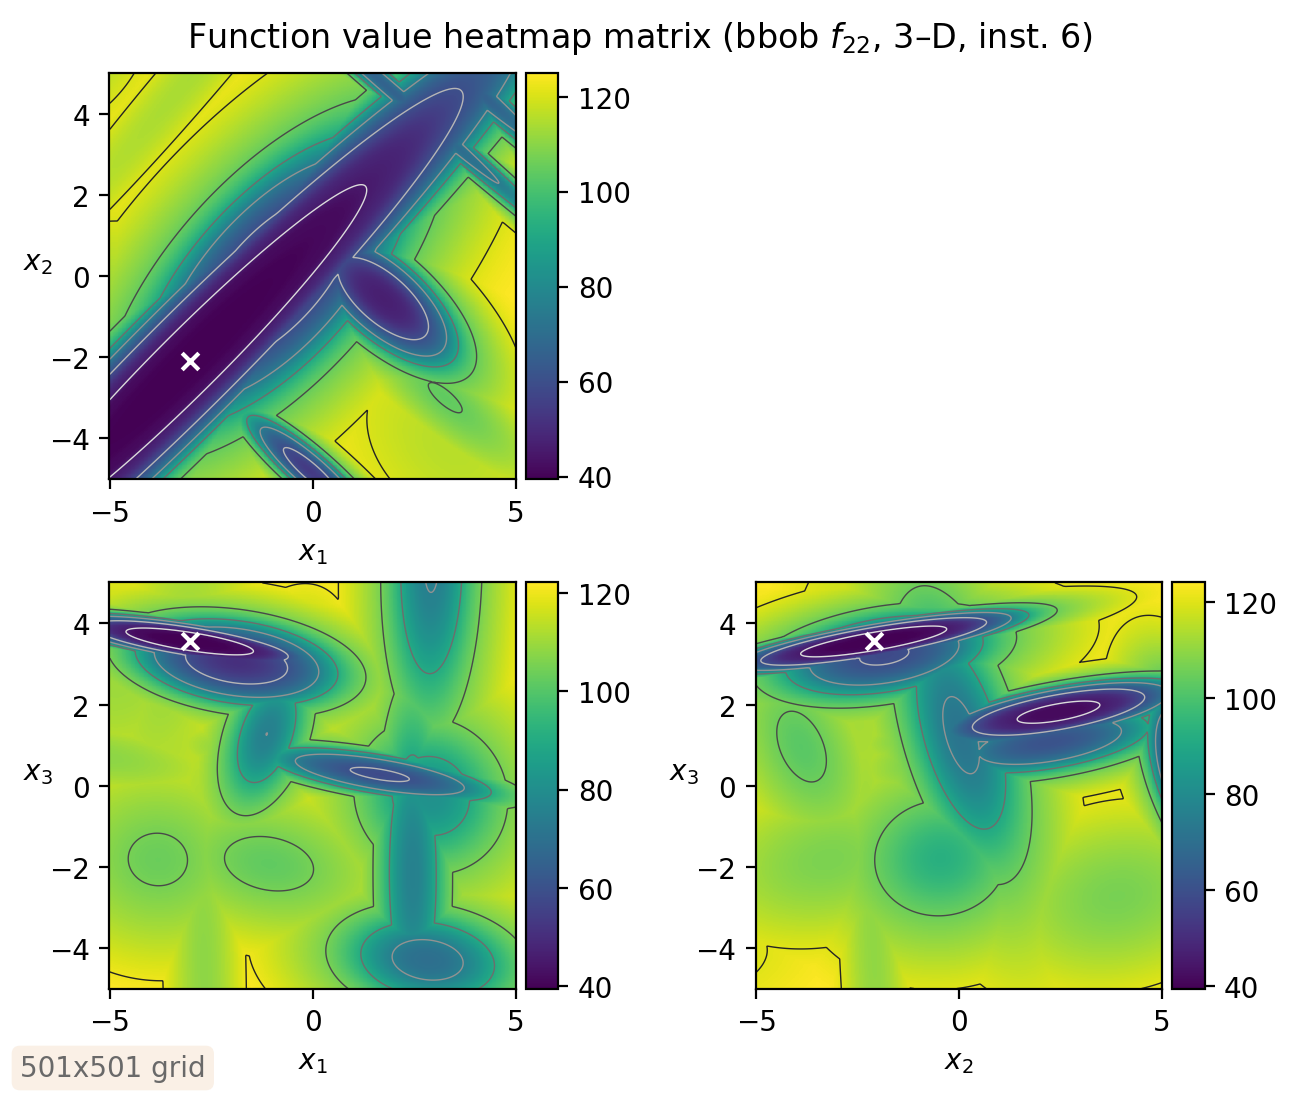 Function value heatmap matrix (bbob f₂₂, 3–D, inst. 6)
4
2
0
−2
−4
x₂
−5 0 5
x₁
120
100
80
60
40
4
2
0
−2
−4
x₃
−5 0 5
x₁
120
100
80
60
40
4
2
0
−2
−4
x₃
−5 0 5
x₂
120
100
80
60
40
501x501 grid